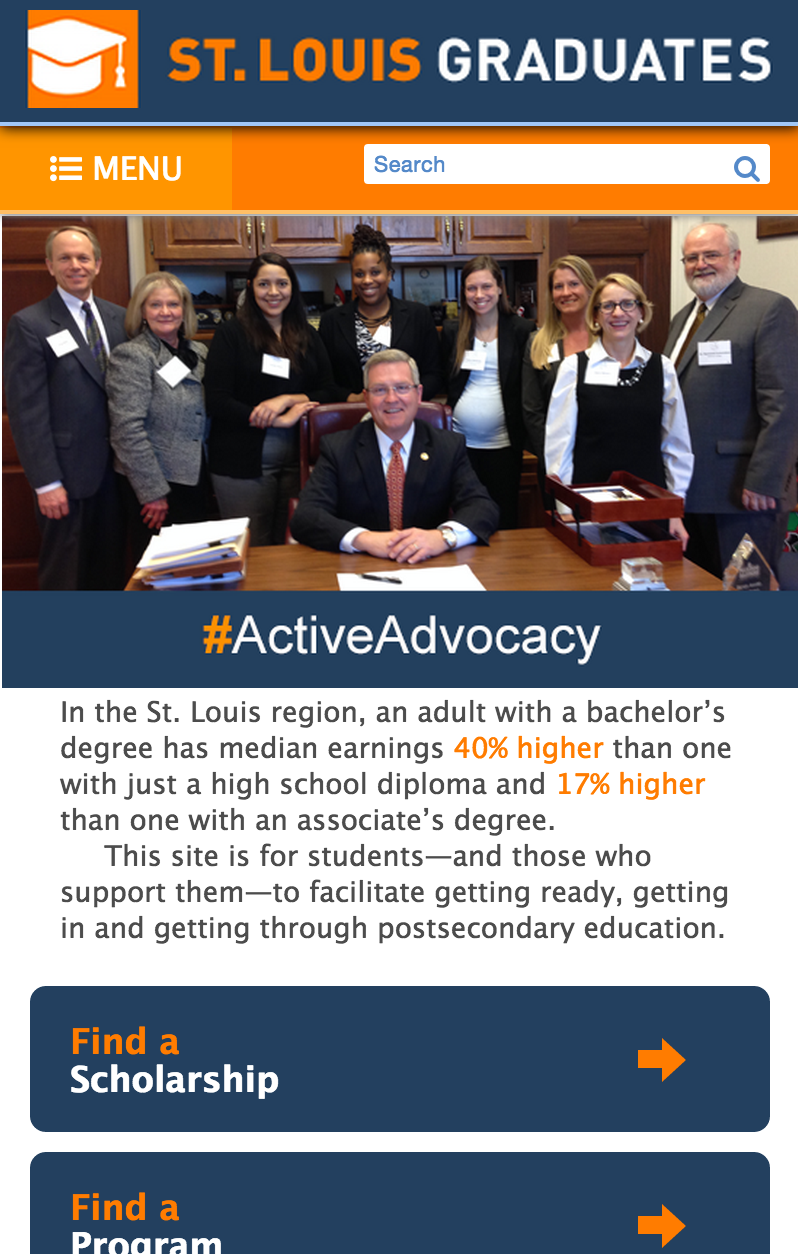 ST. LOUIS GRADUATES
MENU
Search
#ActiveAdvocacy
In the St. Louis region, an adult with a bachelor’s
degree has median earnings 40% higher than one
with just a high school diploma and 17% higher
than one with an associate’s degree.
This site is for students—and those who
support them—to facilitate getting ready, getting
in and getting through postsecondary education.
Find a
Scholarship
Find a
Program